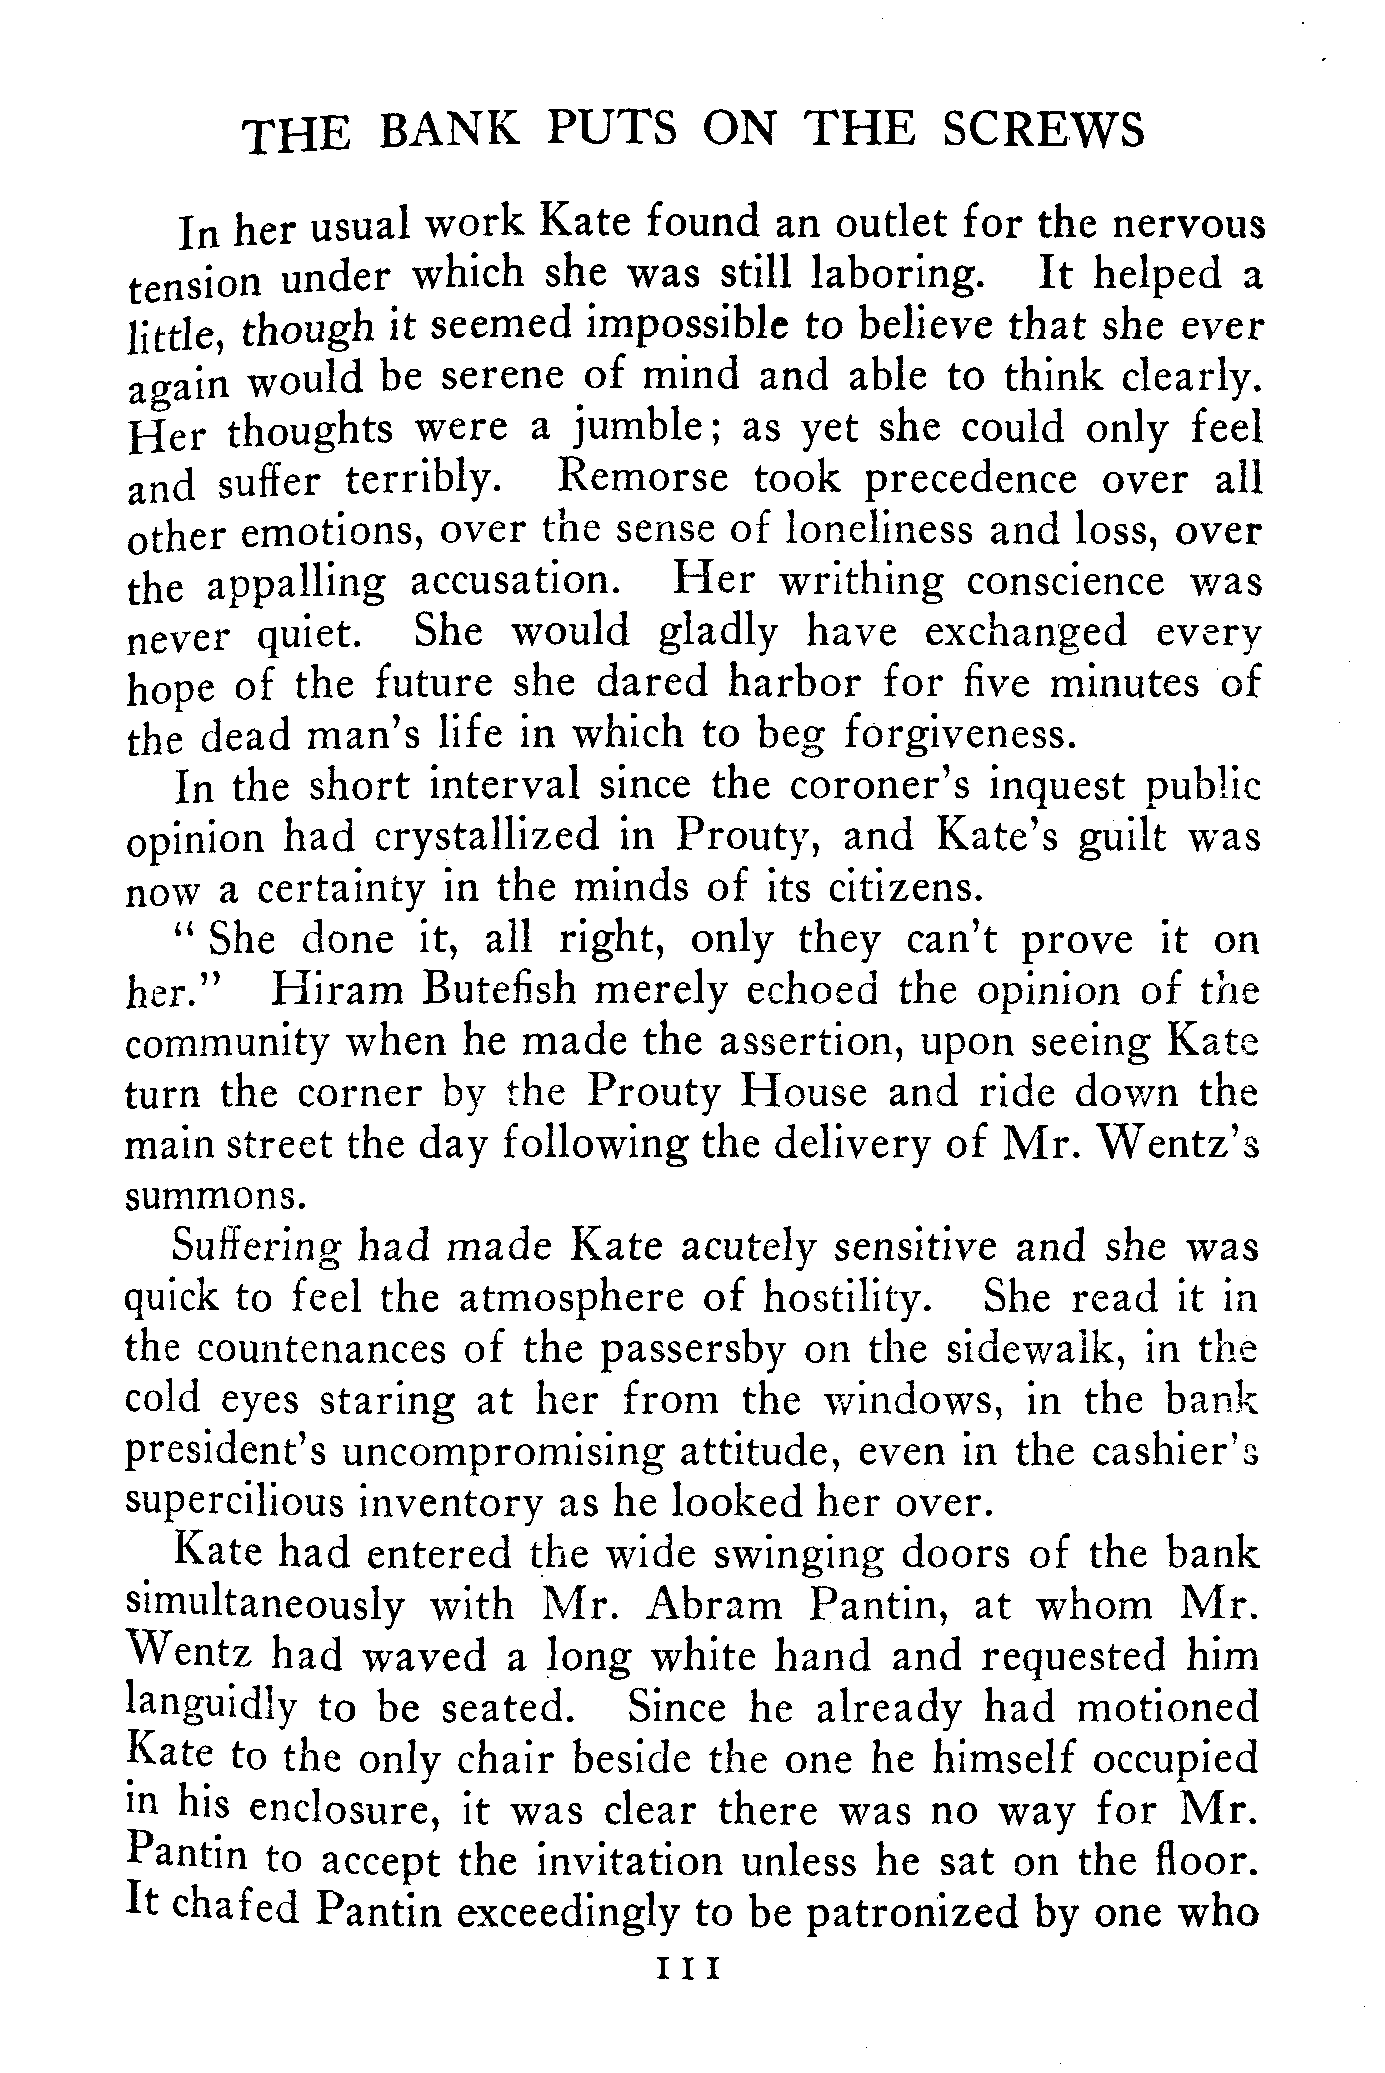 THE BANK PUTS ON THE SCREWS
In her usual work Kate found an outlet for the nervous
tension under which she was still laboring. It helped a
little, though it seemed impossible to believe that she ever
again would be serene of mind and able to think clearly.
Her thoughts were a jumble; as yet she could only feel
and suffer terribly. Remorse took precedence over all
other emotions, over the sense of loneliness and loss, over
the appalling accusation. Her writhing conscience was
never quiet. She would gladly have exchanged every
hope of the future she dared harbor for five minutes of
the dead man's life in which to beg forgiveness.
In the short interval since the coroner's inquest public
opinion had crystallized in Prouty, and Kate's guilt was
now a certainty in the minds of its citizens.
"She done it, all right, only they can't prove it on
her." Hiram Butefish merely echoed the opinion of the
community when he made the assertion, upon seeing Kate
turn the corner by the Prouty House and ride down the
main street the day following the delivery of Mr. Wentz's
summons.
Suffering had made Kate acutely sensitive and she was
quick to feel the atmosphere of hostility. She read it in
the countenances of the passersby on the sidewalk, in the
cold eyes staring at her from the windows, in the bank
president's uncompromising attitude, even in the cashier's
supercilious inventory as he looked her over.
Kate had entered the wide swinging doors of the bank
simultaneously with Mr. Abram Pantin, at whom Mr.
Wentz had waved a long white hand and requested him
languidly to be seated. Since he already had motioned
Kate to the only chair beside the one he himself occupied
in his enclosure, it was clear there was no way for Mr.
Pantin to accept the invitation unless he sat on the floor.
It chafed Pantin exceedingly to be patronized by one who
111